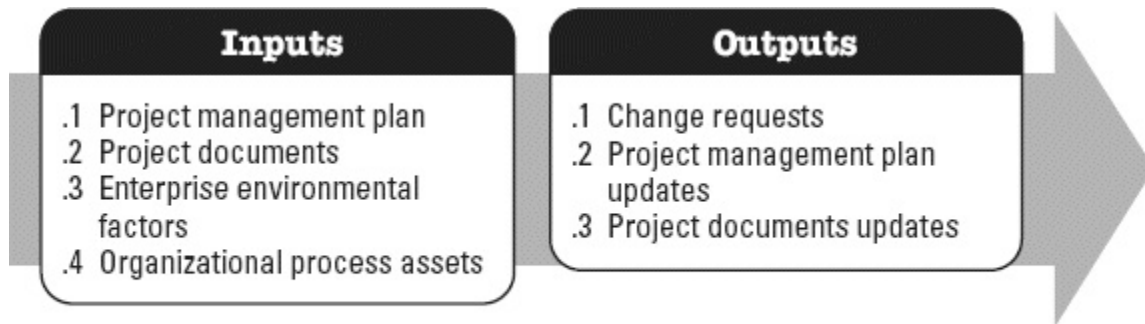 Inputs
.1 Project management plan
.2 Project documents
.3 Enterprise environmental
factors
.4 Organizational process assets
Outputs
.1 Change requests
.2 Project management plan
updates
.3 Project documents updates